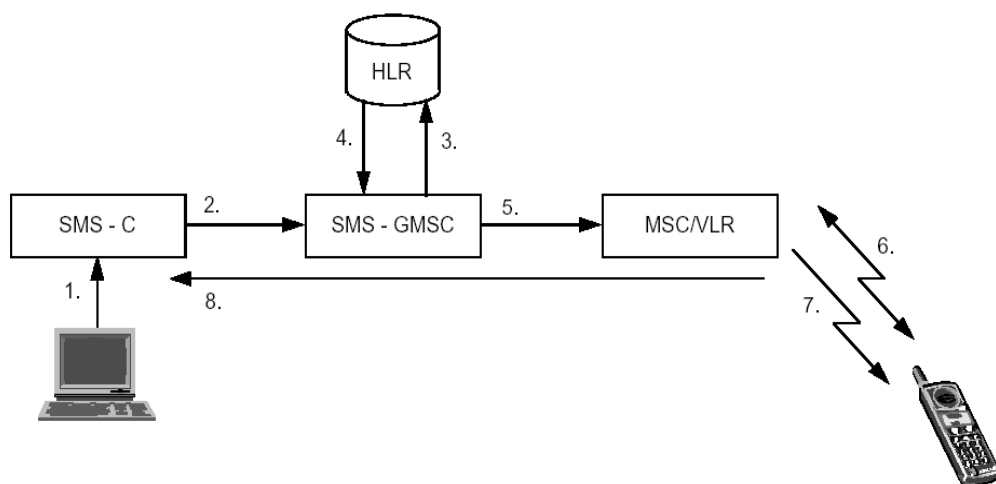 HLR
4.
3.
SMS - C
2.
SMS - GMSC
5.
MSC/VLR
6.
1.
8.
7.